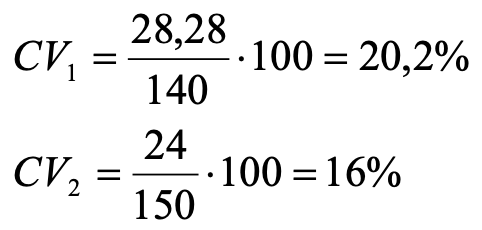 CV₁ = 28,28/140 · 100 = 20,2%
CV₂ = 24/150 · 100 = 16%